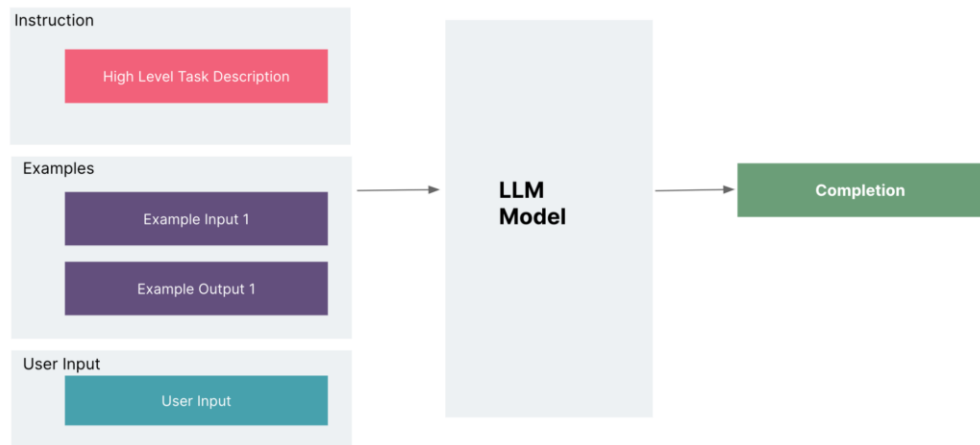 Instruction
High Level Task Description
Examples
Example Input 1
Example Output 1
User Input
User Input
LLM
Model
Completion